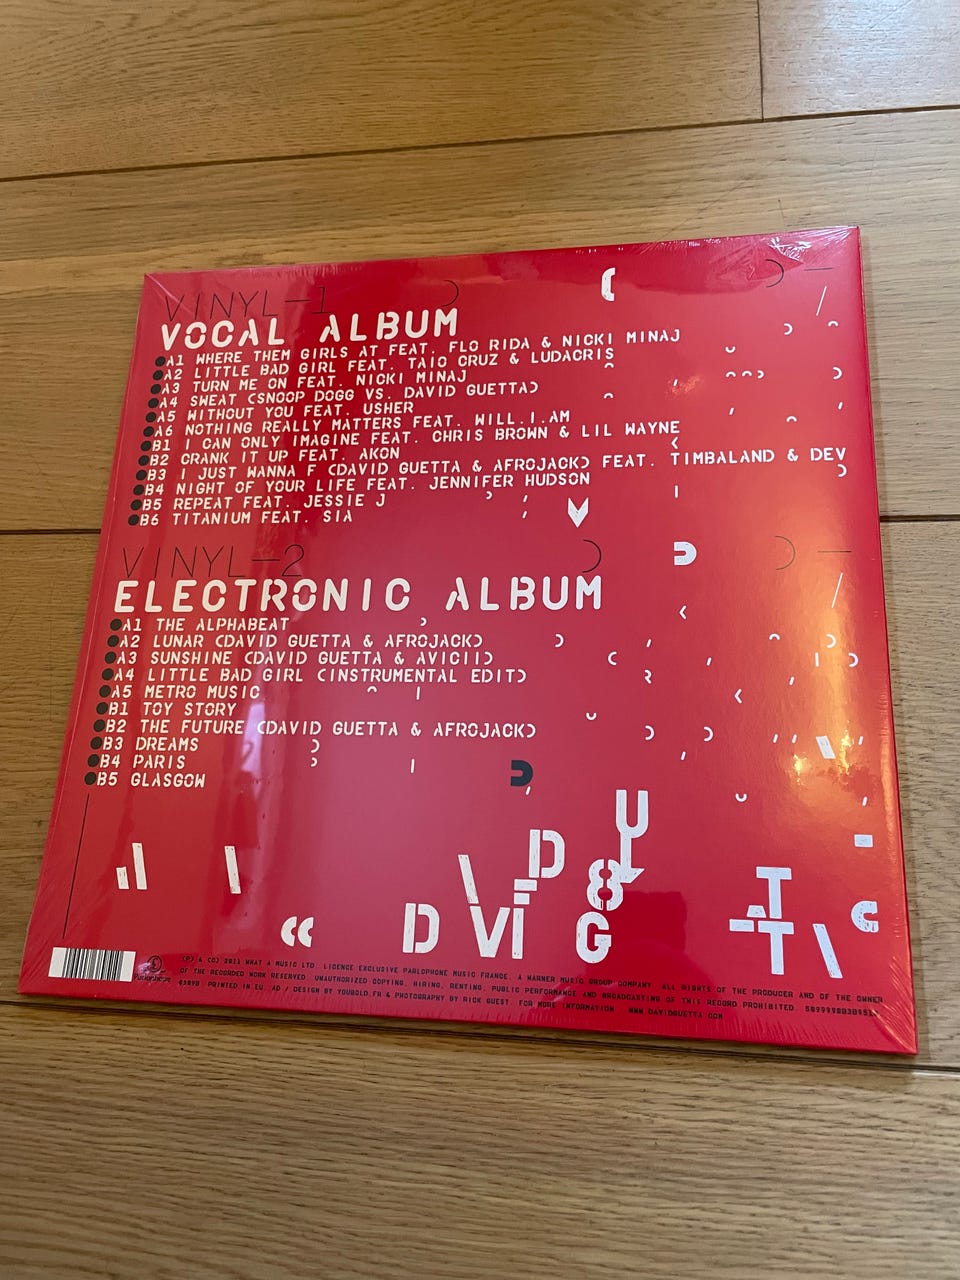 VINYL-1
VOCAL ALBUM
A1 WHERE THEM GIRLS AT FEAT. FLO RIDA & NICKI MINAJ
A2 LITTLE BAD GIRL FEAT. TAIO CRUZ & LUDACRIS
A3 TURN ME ON FEAT. NICKI MINAJ
A4 SWEAT (SNOOP DOGG VS. DAVID GUETTA)
A5 WITHOUT YOU FEAT. USHER
A6 NOTHING REALLY MATTERS FEAT. WILL.I.AM
B1 I CAN ONLY IMAGINE FEAT. CHRIS BROWN & LIL WAYNE
B2 CRANK IT UP FEAT. AKON
B3 I JUST WANNA F (DAVID GUETTA & AFROJACK) FEAT. TIMBALAND & DEV
B4 NIGHT OF YOUR LIFE FEAT. JENNIFER HUDSON
B5 REPEAT FEAT. JESSIE J
B6 TITANIUM FEAT. SIA
VINYL-2
ELECTRONIC ALBUM
A1 THE ALPHABEAT
A2 LUNAR (DAVID GUETTA & AFROJACK)
A3 SUNSHINE (DAVID GUETTA & AVICII)
A4 LITTLE BAD GIRL (INSTRUMENTAL EDIT)
A5 METRO MUSIC
B1 TOY STORY
B2 THE FUTURE (DAVID GUETTA & AFROJACK)
B3 DREAMS
B4 PARIS
B5 GLASGOW
Parlophone
(P) & (C) 2011 WHAT A MUSIC LTD. LICENCE EXCLUSIVE PARLOPHONE MUSIC FRANCE, A WARNER MUSIC GROUP COMPANY. ALL RIGHTS OF THE PRODUCER AND OF THE OWNER
OF THE RECORDED WORK RESERVED. UNAUTHORIZED COPYING, HIRING, RENTING, PUBLIC PERFORMANCE AND BROADCASTING OF THIS RECORD PROHIBITED.
PRINTED IN EU. AD / DESIGN BY YOUBOLD.FR & PHOTOGRAPHY BY RICK GUEST. FOR MORE INFORMATION WWW.DAVIDGUETTA.COM